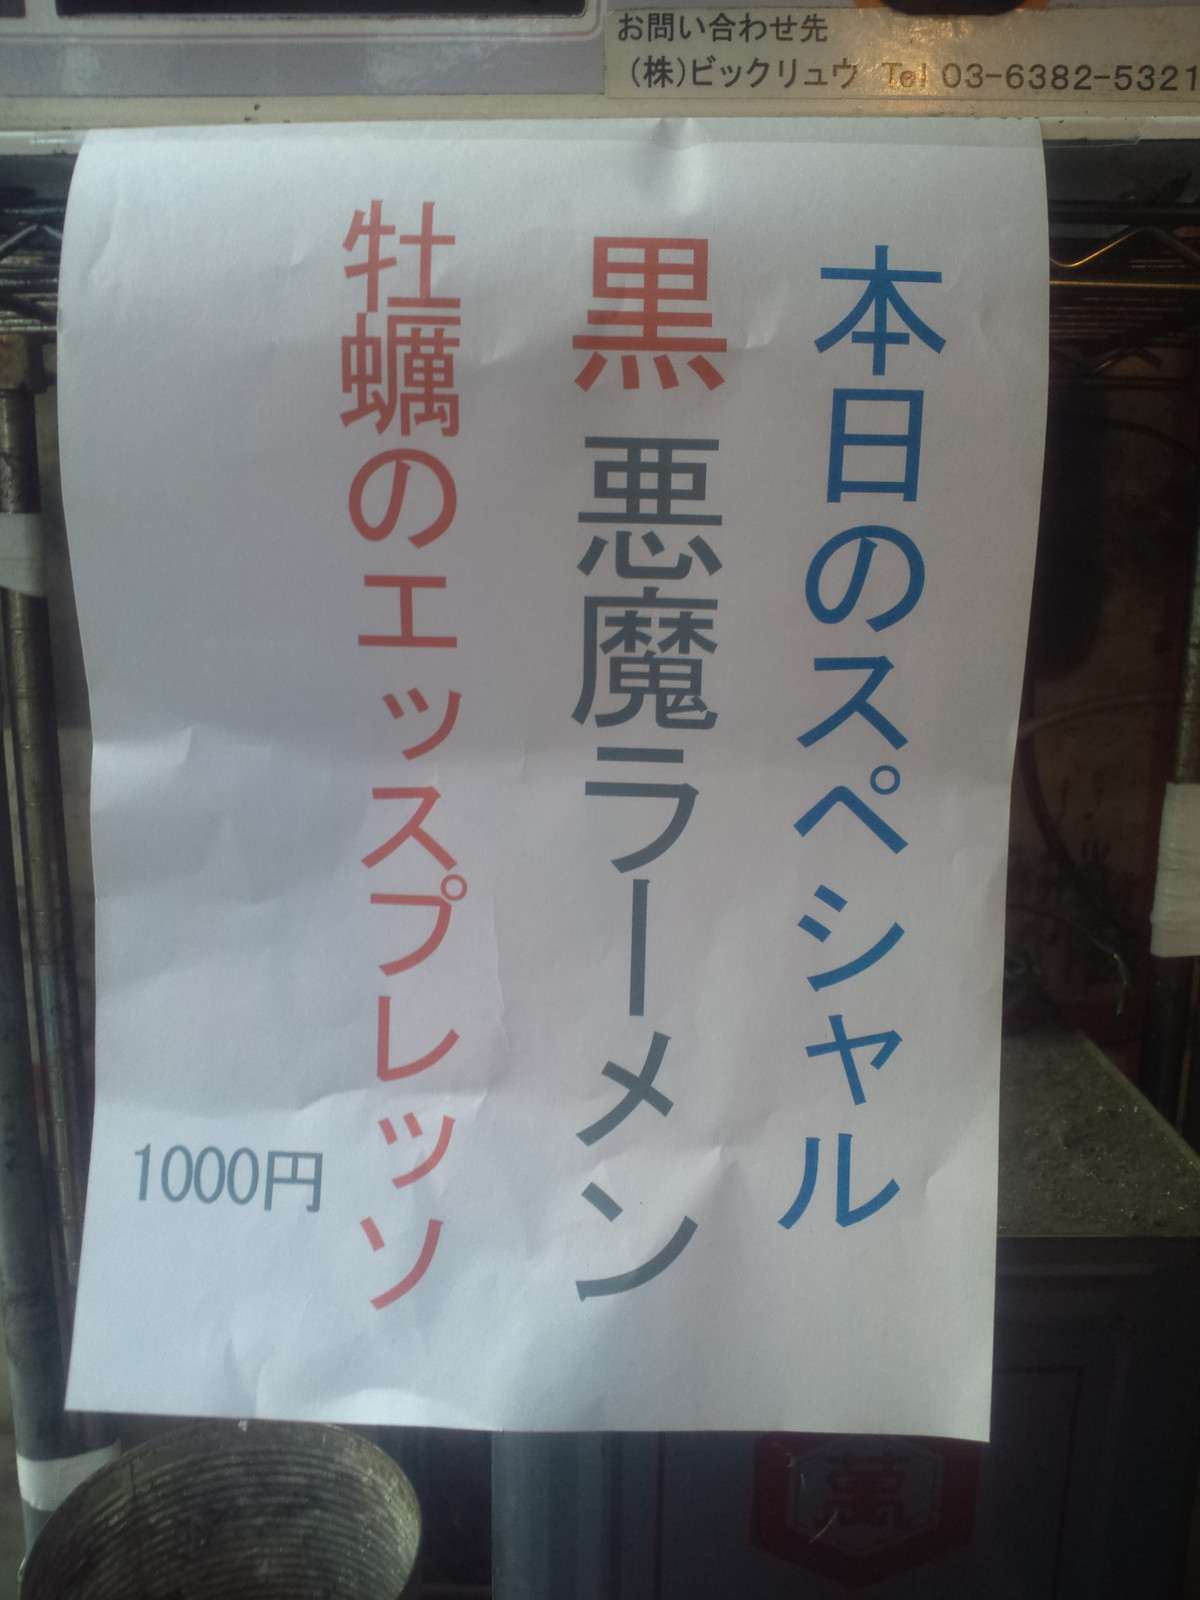 お問い合わせ先
(株)ビックリュウ Tel 03-6382-5321
本日のスペシャル
黒 悪魔ラーメン
牡蠣のエッスプレッソ
1000円
萬